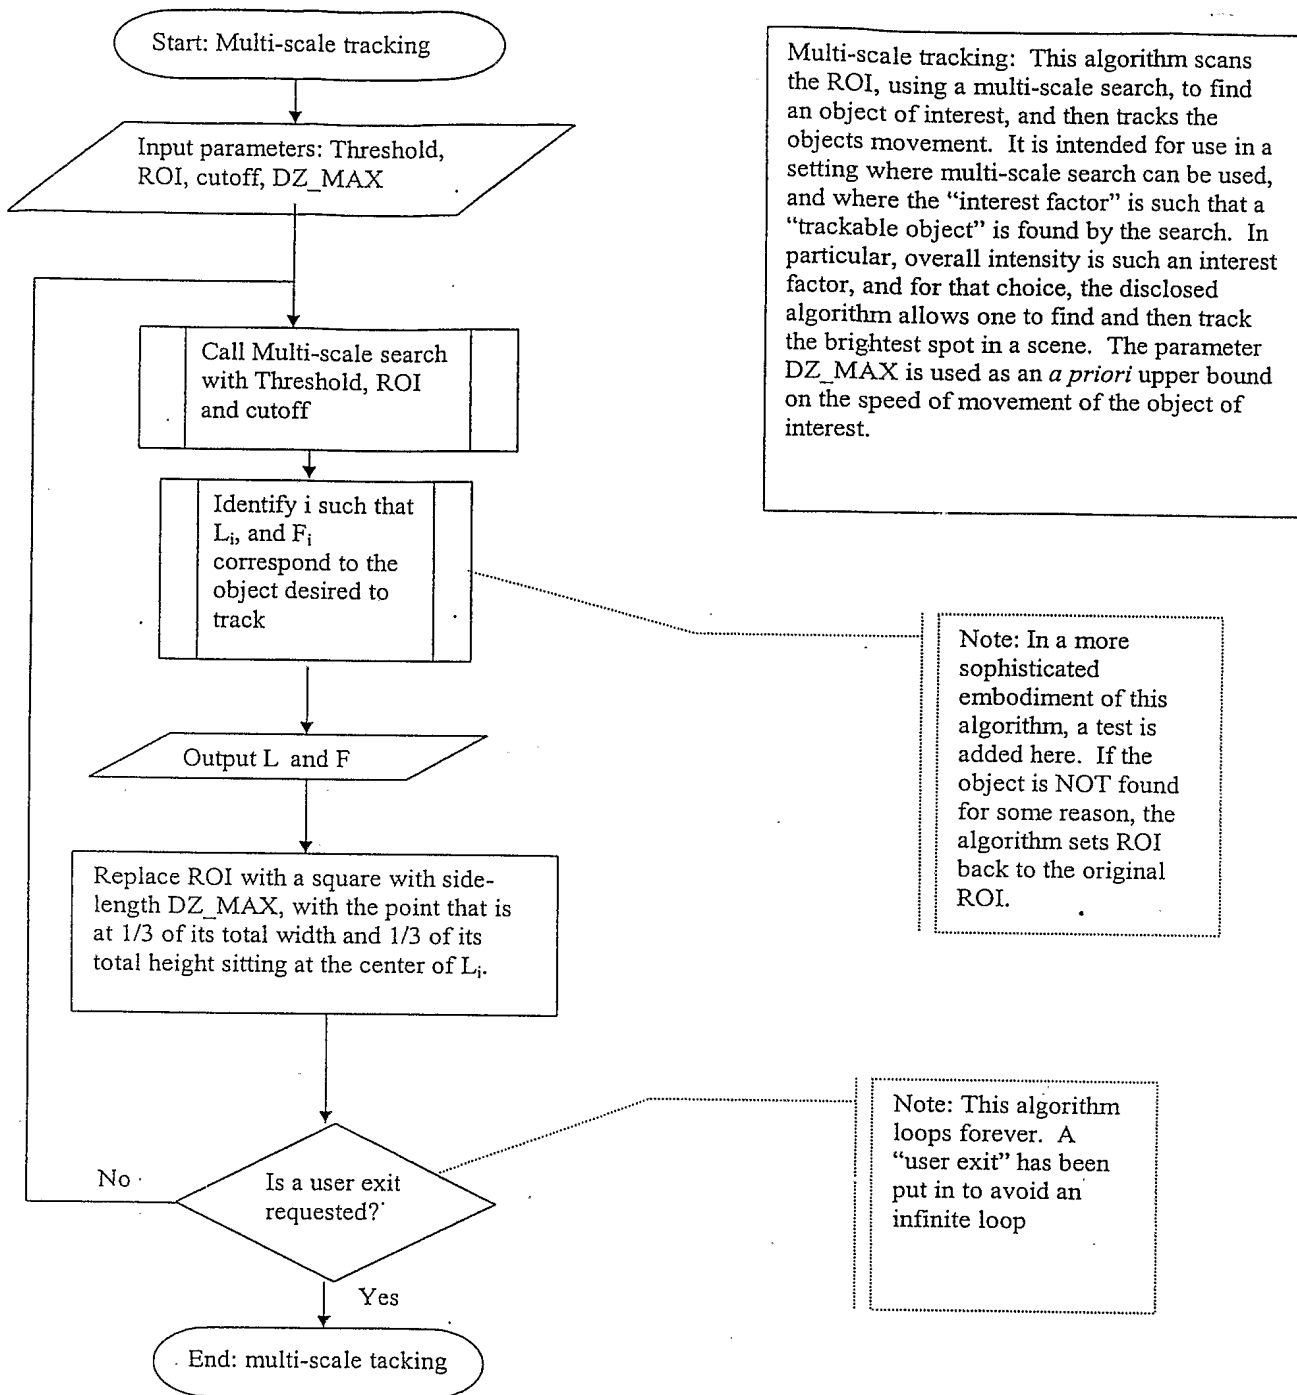 Start: Multi-scale tracking
Input parameters: Threshold,
ROI, cutoff, DZ_MAX
Call Multi-scale search
with Threshold, ROI
and cutoff
Identify i such that
Li, and Fi
correspond to the
object desired to
track
Output L and F
Replace ROI with a square with side-
length DZ_MAX, with the point that is
at 1/3 of its total width and 1/3 of its
total height sitting at the center of Li.
Is a user exit
requested?
No
Yes
End: multi-scale tacking
Multi-scale tracking: This algorithm scans
the ROI, using a multi-scale search, to find
an object of interest, and then tracks the
objects movement. It is intended for use in a
setting where multi-scale search can be used,
and where the “interest factor” is such that a
“trackable object” is found by the search. In
particular, overall intensity is such an interest
factor, and for that choice, the disclosed
algorithm allows one to find and then track
the brightest spot in a scene. The parameter
DZ_MAX is used as an a priori upper bound
on the speed of movement of the object of
interest.
Note: In a more
sophisticated
embodiment of this
algorithm, a test is
added here. If the
object is NOT found
for some reason, the
algorithm sets ROI
back to the original
ROI.
Note: This algorithm
loops forever. A
“user exit” has been
put in to avoid an
infinite loop